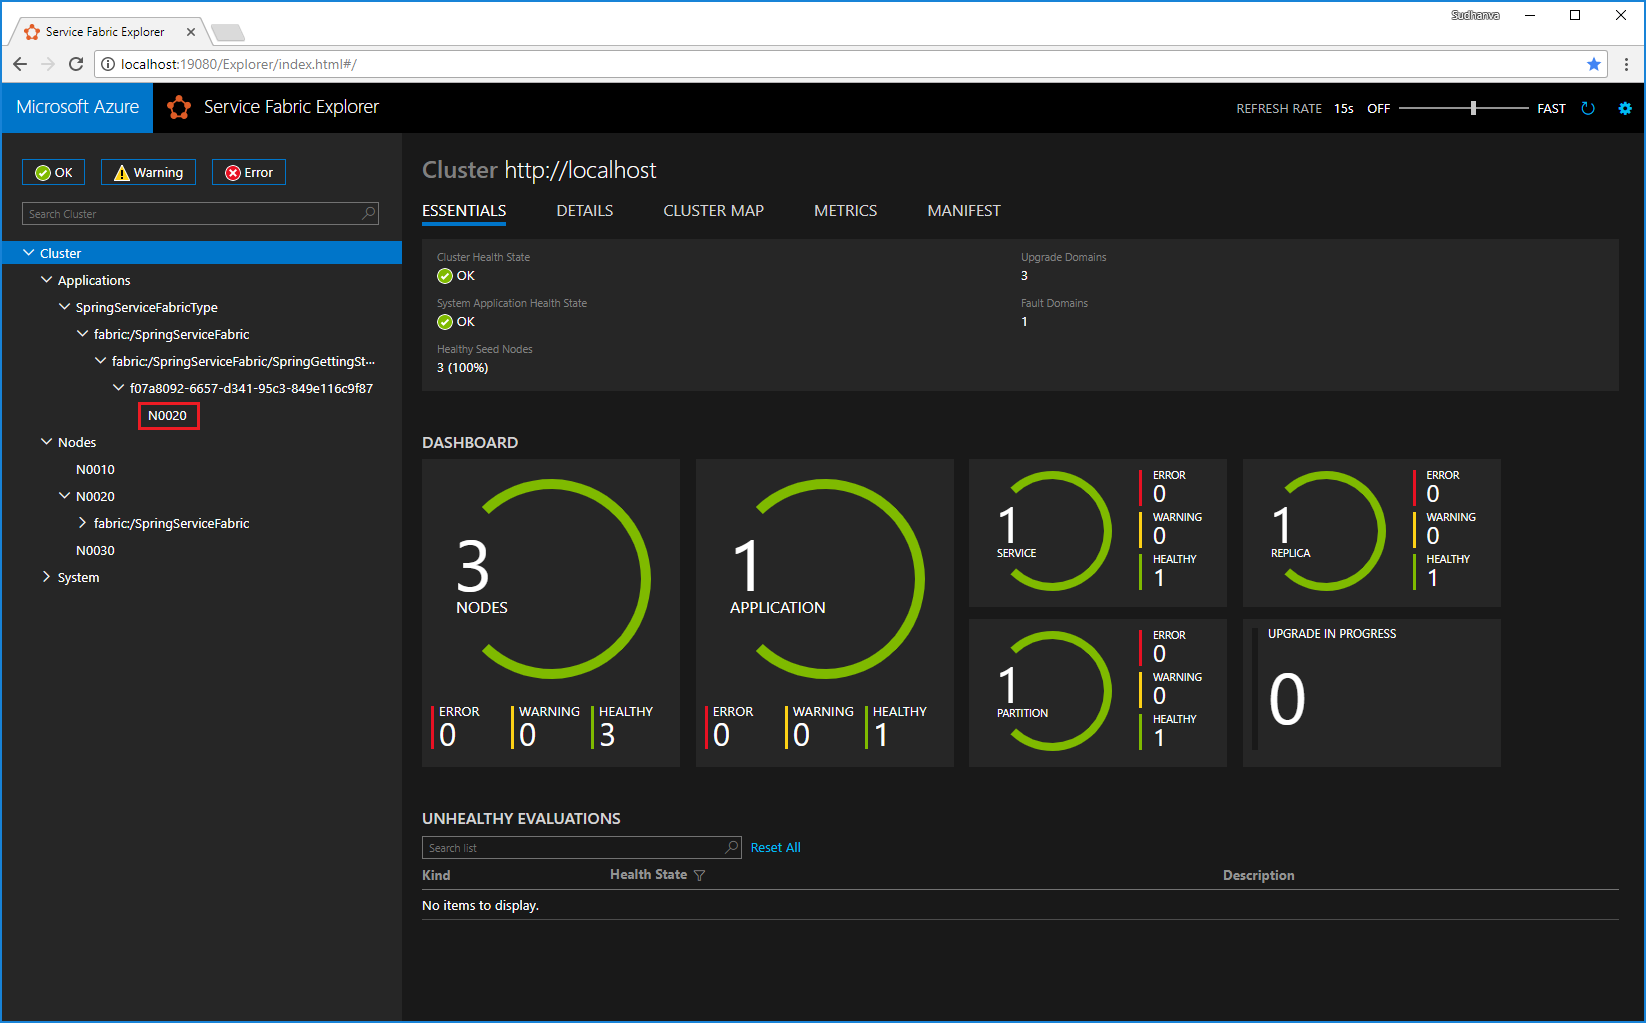 Sudhanva
Service Fabric Explorer
localhost:19080/Explorer/index.html#/
Microsoft Azure
Service Fabric Explorer
REFRESH RATE 15s OFF FAST
OK
Warning
Error
Search Cluster
Cluster
Applications
SpringServiceFabricType
fabric:/SpringServiceFabric
fabric:/SpringServiceFabric/SpringGettingSt...
f07a8092-6657-d341-95c3-849e116c9f87
N0020
Nodes
N0010
N0020
fabric:/SpringServiceFabric
N0030
System
Cluster http://localhost
ESSENTIALS DETAILS CLUSTER MAP METRICS MANIFEST
Cluster Health State
OK
System Application Health State
OK
Healthy Seed Nodes
3 (100%)
Upgrade Domains
3
Fault Domains
1
DASHBOARD
3
NODES
ERROR
0
WARNING
0
HEALTHY
3
1
APPLICATION
ERROR
0
WARNING
0
HEALTHY
1
1
SERVICE
ERROR
0
WARNING
0
HEALTHY
1
1
REPLICA
ERROR
0
WARNING
0
HEALTHY
1
1
PARTITION
ERROR
0
WARNING
0
HEALTHY
1
UPGRADE IN PROGRESS
0
UNHEALTHY EVALUATIONS
Search list
Reset All
Kind Health State Description
No items to display.